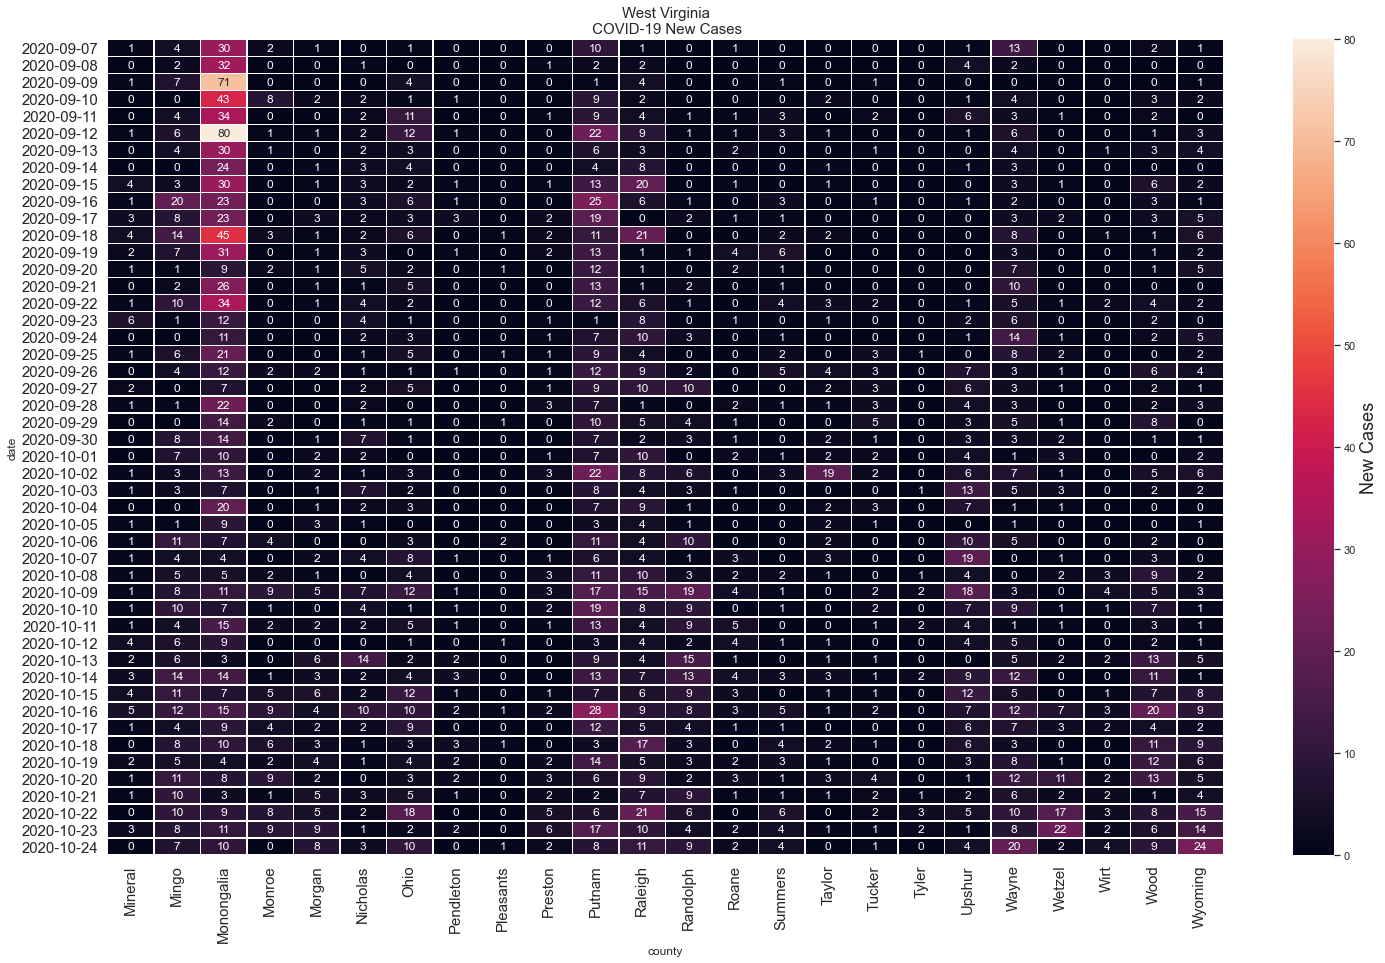 West Virginia
COVID-19 New Cases
2020-09-07 1 4 30 2 1 0 1 0 0 0 10 1 0 1 0 0 0 0 1 13 0 0 2 1
2020-09-08 0 2 32 0 0 1 0 0 0 1 2 2 0 0 0 0 0 0 4 2 0 0 0 0
2020-09-09 1 7 71 0 0 0 4 0 0 0 1 4 0 0 1 0 1 0 0 0 0 0 0 1
2020-09-10 0 0 43 8 2 2 1 1 0 0 9 2 0 0 0 2 0 0 1 4 0 0 3 2
2020-09-11 0 4 34 0 0 2 11 0 0 1 9 4 1 1 3 0 2 0 6 3 1 0 2 0
2020-09-12 1 6 80 1 1 2 12 1 0 0 22 9 1 1 3 1 0 0 1 6 0 0 1 3
2020-09-13 0 4 30 1 0 2 3 0 0 0 6 3 0 2 0 0 1 0 0 4 0 1 3 4
2020-09-14 0 0 24 0 1 3 4 0 0 0 4 8 0 0 0 1 0 0 1 3 0 0 0 0
2020-09-15 4 3 30 0 1 3 2 1 0 1 13 20 0 1 0 1 0 0 0 3 1 0 6 2
2020-09-16 1 20 23 0 0 3 6 1 0 0 25 6 1 0 3 0 1 0 1 2 0 0 3 1
2020-09-17 3 8 23 0 3 2 3 3 0 2 19 0 2 1 1 0 0 0 0 3 2 0 3 5
2020-09-18 4 14 45 3 1 2 6 0 1 2 11 21 0 0 2 2 0 0 0 8 0 1 1 6
2020-09-19 2 7 31 0 1 3 0 1 0 2 13 1 1 4 6 0 0 0 0 3 0 0 1 2
2020-09-20 1 1 9 2 1 5 2 0 1 0 12 1 0 2 1 0 0 0 0 7 0 0 1 5
2020-09-21 0 2 26 0 1 1 5 0 0 0 13 1 2 0 1 0 0 0 0 10 0 0 0 0
2020-09-22 1 10 34 0 1 4 2 0 0 0 12 6 1 0 4 3 2 0 1 5 1 2 4 2
2020-09-23 6 1 12 0 0 4 1 0 0 1 1 8 0 1 0 1 0 0 2 6 0 0 2 0
2020-09-24 0 0 11 0 0 2 3 0 0 1 7 10 3 0 1 0 0 0 1 14 1 0 2 5
2020-09-25 1 6 21 0 0 1 5 0 1 1 9 4 0 0 2 0 3 1 0 8 2 0 0 2
2020-09-26 0 4 12 2 2 1 1 1 0 1 12 9 2 0 5 4 3 0 7 3 1 0 6 4
2020-09-27 2 0 7 0 0 2 5 0 0 1 9 10 10 0 0 2 3 0 6 3 1 0 2 1
2020-09-28 1 1 22 0 0 2 0 0 0 3 7 1 0 2 1 1 3 0 4 3 0 0 2 3
2020-09-29 0 0 14 2 0 1 1 0 1 0 10 5 4 1 0 0 5 0 3 5 1 0 8 0
2020-09-30 0 8 14 0 1 7 1 0 0 0 7 2 3 1 0 2 1 0 3 3 2 0 1 1
2020-10-01 0 7 10 0 2 2 0 0 0 1 7 10 0 2 1 2 2 0 4 1 3 0 0 2
2020-10-02 1 3 13 0 2 1 3 0 0 3 22 8 6 0 3 19 2 0 6 7 1 0 5 6
2020-10-03 1 3 7 0 1 7 2 0 0 0 8 4 3 1 0 0 0 1 13 5 3 0 2 2
2020-10-04 0 0 20 0 1 2 3 0 0 0 7 9 1 0 0 2 3 0 7 1 1 0 0 0
2020-10-05 1 1 9 0 3 1 0 0 0 0 3 4 1 0 0 2 1 0 0 1 0 0 0 1
2020-10-06 1 11 7 4 0 0 3 0 2 0 11 4 10 0 0 2 1 0 10 5 0 0 2 0
2020-10-07 1 4 4 0 2 4 8 1 0 1 6 4 1 3 0 3 0 0 19 0 1 0 3 0
2020-10-08 1 5 5 2 1 0 4 0 0 3 11 10 3 2 2 1 0 1 4 0 2 3 9 2
2020-10-09 1 8 11 9 5 7 12 1 0 3 17 15 19 4 1 0 2 2 18 3 0 4 5 3
2020-10-10 1 10 7 1 0 4 1 1 0 2 19 8 9 0 1 0 2 0 7 9 1 1 7 1
2020-10-11 1 4 15 2 2 2 5 1 0 1 13 4 9 5 0 0 1 2 4 1 1 0 3 1
2020-10-12 4 6 9 0 0 0 1 0 1 0 3 4 2 4 1 1 0 0 4 5 0 0 2 1
2020-10-13 2 6 3 0 6 14 2 2 0 0 9 4 15 1 0 1 1 0 0 5 2 2 13 5
2020-10-14 3 14 14 1 3 2 4 3 0 0 13 7 13 4 3 3 1 2 9 12 0 0 11 1
2020-10-15 4 11 7 5 6 2 12 1 0 1 7 6 9 3 0 1 1 0 12 5 0 1 7 8
2020-10-16 5 12 15 9 4 10 10 2 1 2 28 9 8 3 5 1 2 0 7 12 7 3 20 9
2020-10-17 1 4 9 4 2 2 9 0 0 0 12 5 4 1 1 0 0 0 6 7 3 2 4 2
2020-10-18 0 8 10 6 3 1 3 3 1 0 3 17 3 0 4 2 1 0 6 3 0 0 11 9
2020-10-19 2 5 4 2 4 1 4 2 0 2 14 5 3 2 3 1 0 0 3 8 1 0 12 6
2020-10-20 1 11 8 9 2 0 3 2 0 3 6 9 2 3 1 3 4 0 1 12 11 2 13 5
2020-10-21 1 10 3 1 5 3 5 1 0 2 2 7 9 1 1 1 2 1 2 6 2 2 1 4
2020-10-22 0 10 9 8 5 2 18 0 0 5 6 21 6 0 6 0 2 3 5 10 17 3 8 15
2020-10-23 3 8 11 9 9 1 2 2 0 6 17 10 4 2 4 1 1 2 1 8 22 2 6 14
2020-10-24 0 7 10 0 8 3 10 0 1 2 8 11 9 2 4 0 1 0 4 20 2 4 9 24
Mineral Mingo Monongalia Monroe Morgan Nicholas Ohio Pendleton Pleasants Preston Putnam Raleigh Randolph Roane Summers Taylor Tucker Tyler Upshur Wayne Wetzel Wirt Wood Wyoming
county
date
80
70
60
50
40
30
20
10
0
New Cases